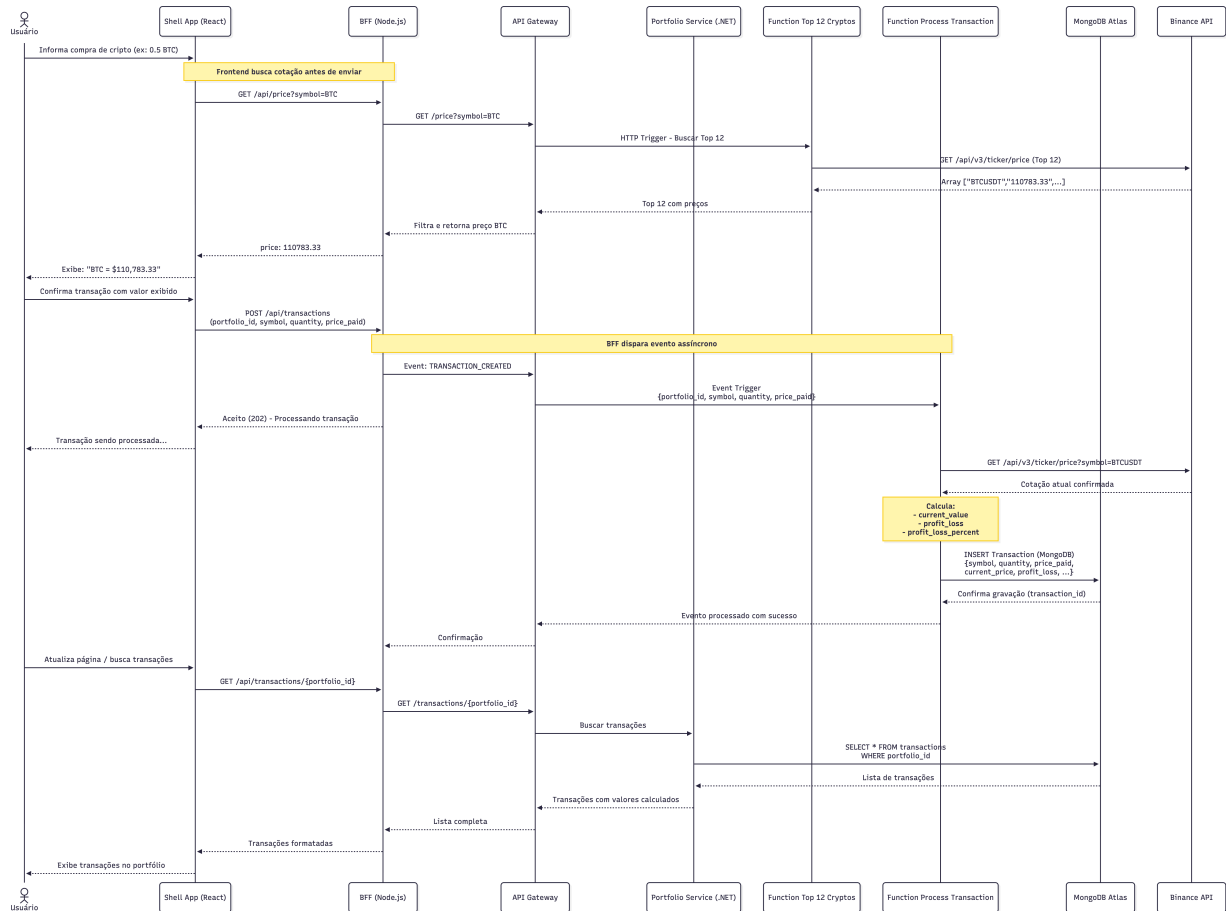 Usuário
Shell App (React)
BFF (Node.js)
API Gateway
Portfolio Service (.NET)
Function Top 12 Cryptos
Function Process Transaction
MongoDB Atlas
Binance API
Informa compra de cripto (ex: 0.5 BTC)
Frontend busca cotação antes de enviar
GET /api/price?symbol=BTC
GET /price?symbol=BTC
HTTP Trigger - Buscar Top 12
GET /api/v3/ticker/price (Top 12)
Array ["BTCUSDT","110783.33",...]
Top 12 com preços
Filtra e retorna preço BTC
price: 110783.33
Exibe: "BTC = $110,783.33"
Confirma transação com valor exibido
POST /api/transactions
(portfolio_id, symbol, quantity, price_paid)
BFF dispara evento assíncrono
Event: TRANSACTION_CREATED
Event Trigger
{portfolio_id, symbol, quantity, price_paid}
Aceito (202) - Processando transação
Transação sendo processada...
GET /api/v3/ticker/price?symbol=BTCUSDT
Cotação atual confirmada
Calcula:
- current_value
- profit_loss
- profit_loss_percent
INSERT Transaction (MongoDB)
{symbol, quantity, price_paid,
current_price, profit_loss, ...}
Confirma gravação (transaction_id)
Evento processado com sucesso
Confirmação
Atualiza página / busca transações
GET /api/transactions/{portfolio_id}
GET /transactions/{portfolio_id}
Buscar transações
SELECT * FROM transactions
WHERE portfolio_id
Lista de transações
Transações com valores calculados
Lista completa
Transações formatadas
Exibe transações no portfólio
Usuário
Shell App (React)
BFF (Node.js)
API Gateway
Portfolio Service (.NET)
Function Top 12 Cryptos
Function Process Transaction
MongoDB Atlas
Binance API